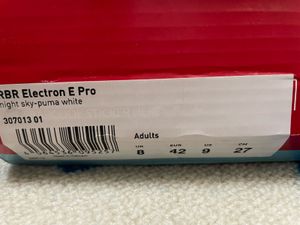 RBR Electron E Pro
night sky-puma white
307013 01
Adults
UK EUR US CM
8 42 9 27